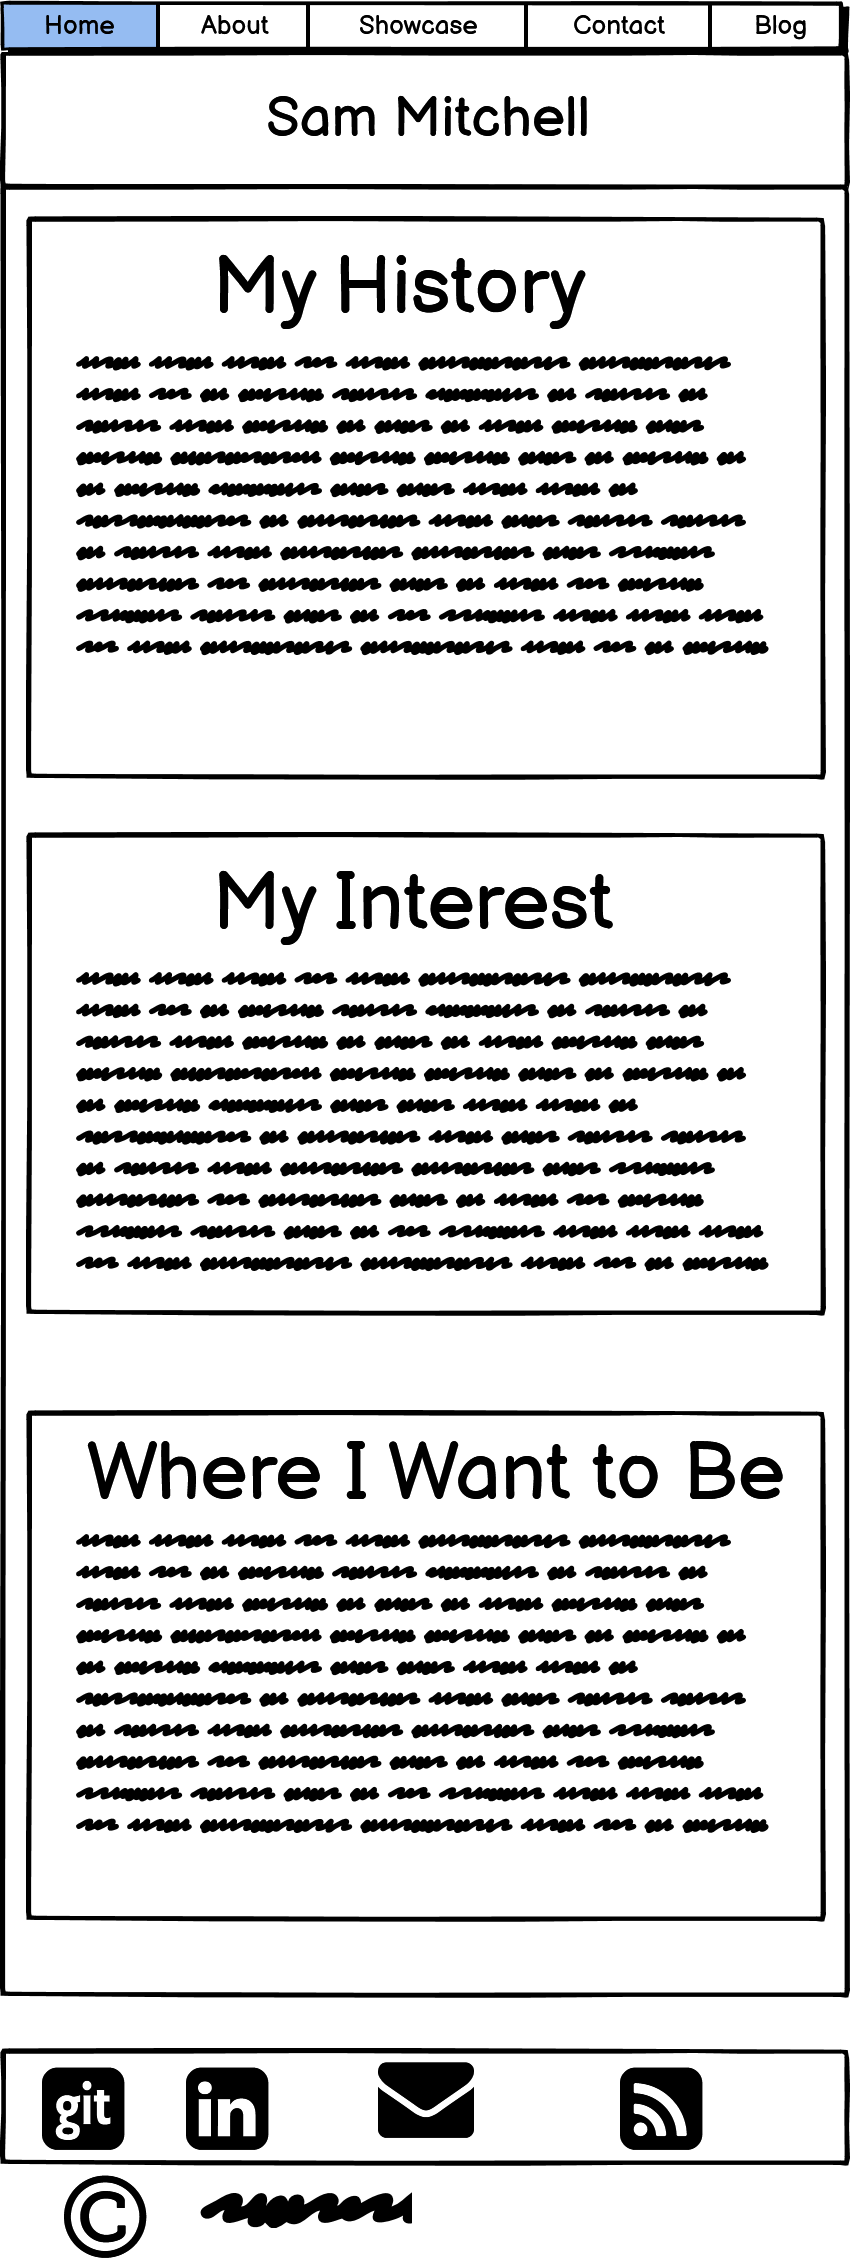 Home About Showcase Contact Blog
Sam Mitchell
My History
My Interest
Where I Want to Be
git in
©